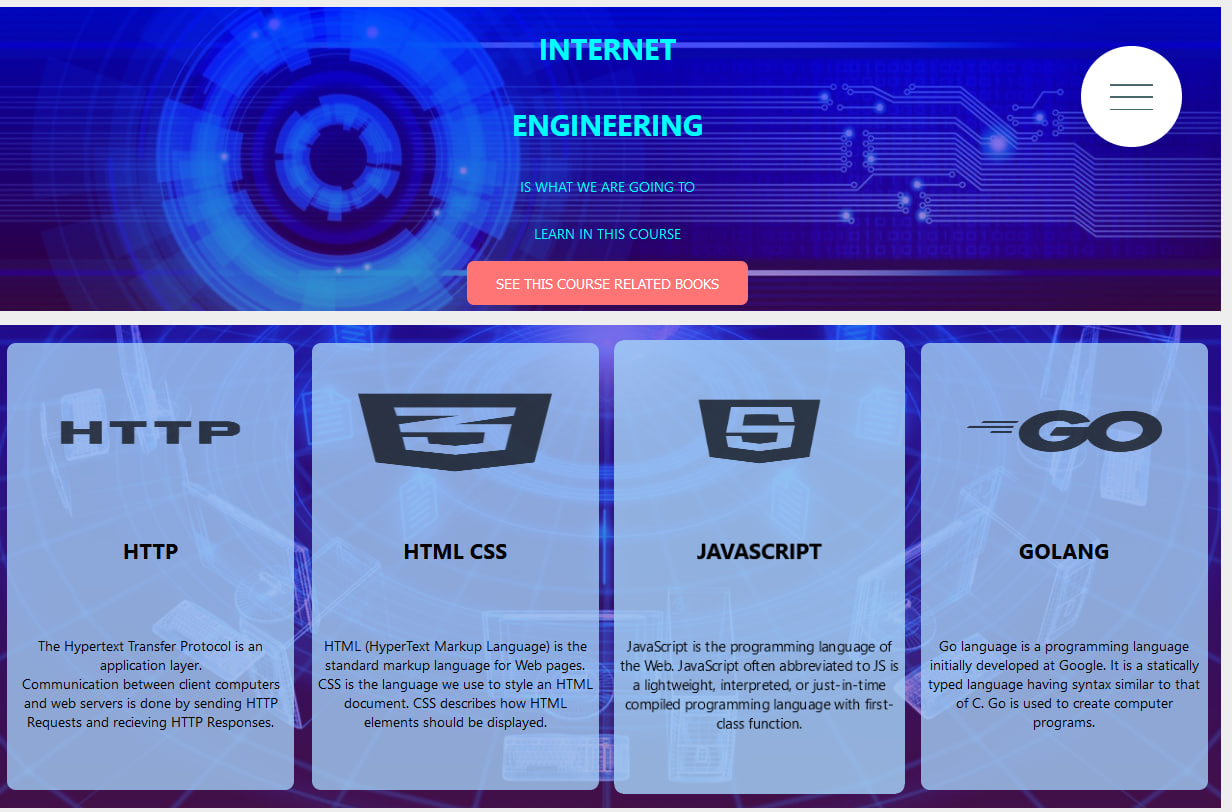 INTERNET
ENGINEERING
IS WHAT WE ARE GOING TO
LEARN IN THIS COURSE
SEE THIS COURSE RELATED BOOKS
HTTP
HTTP
The Hypertext Transfer Protocol is an
application layer.
Communication between client computers
and web servers is done by sending HTTP
Requests and recieving HTTP Responses.
3
HTML CSS
HTML (HyperText Markup Language) is the
standard markup language for Web pages.
CSS is the language we use to style an HTML
document. CSS describes how HTML
elements should be displayed.
5
JAVASCRIPT
JavaScript is the programming language of
the Web. JavaScript often abbreviated to JS is
a lightweight, interpreted, or just-in-time
compiled programming language with first-
class function.
GO
GOLANG
Go language is a programming language
initially developed at Google. It is a statically
typed language having syntax similar to that
of C. Go is used to create computer
programs.